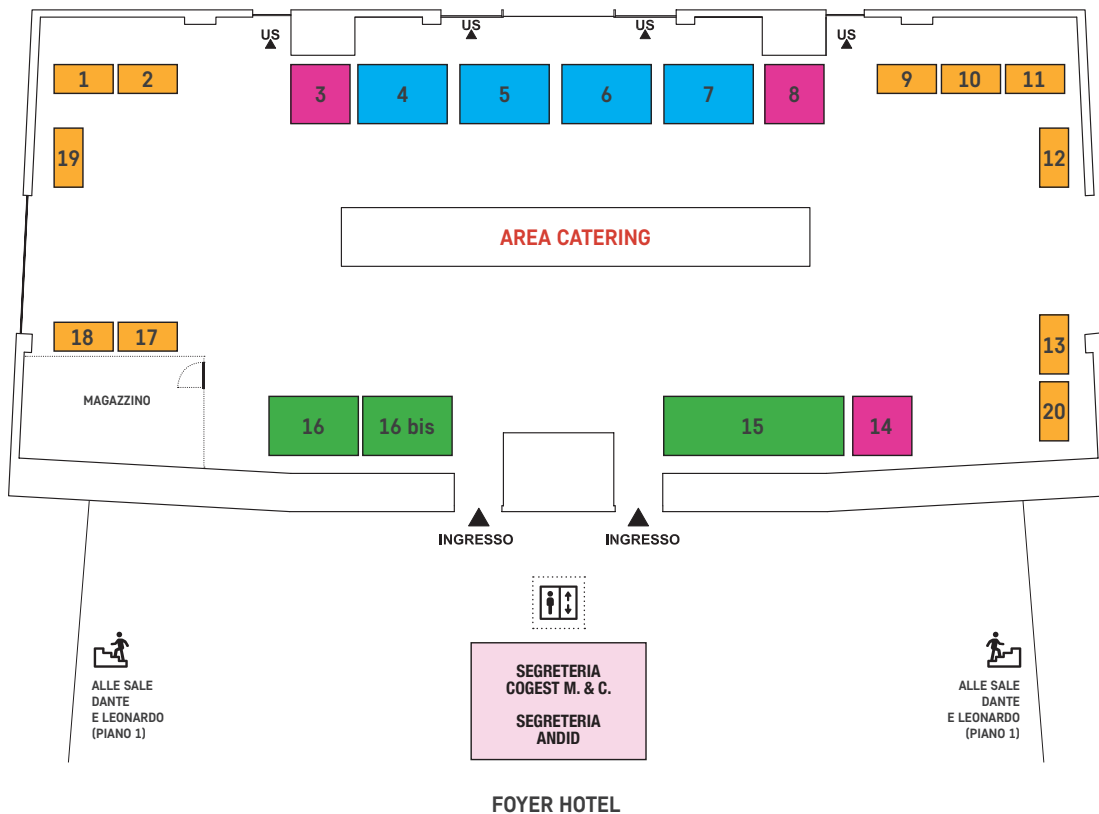 US
US
US
US
1
2
3
4
5
6
7
8
9
10
11
19
12
AREA CATERING
18
17
13
MAGAZZINO
16
16 bis
15
14
20
INGRESSO
INGRESSO
SEGRETERIA
COGEST M. & C.
SEGRETERIA
ANDID
ALLE SALE
DANTE
E LEONARDO
(PIANO 1)
ALLE SALE
DANTE
E LEONARDO
(PIANO 1)
FOYER HOTEL